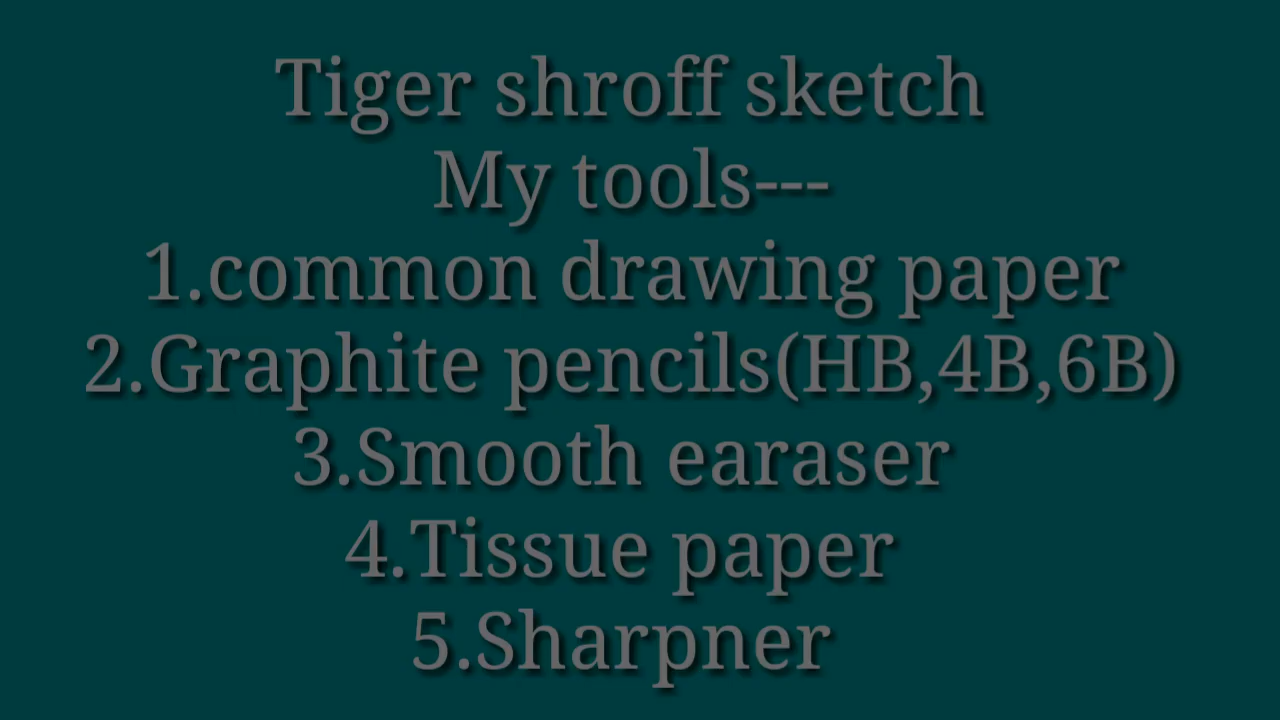 Tiger shroff sketch
My tools---
1.common drawing paper
2.Graphite pencils(HB,4B,6B)
3.Smooth earaser
4.Tissue paper
5.Sharpner